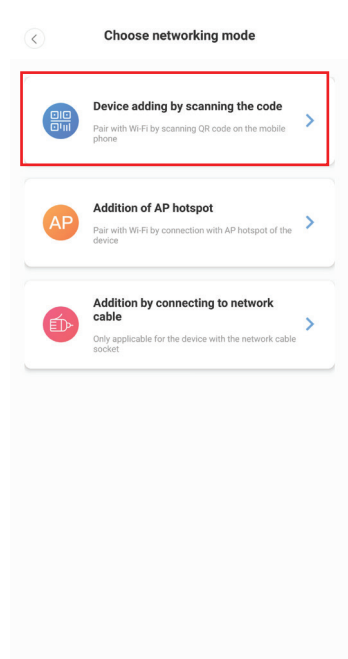 Choose networking mode
Device adding by scanning the code
Pair with Wi-Fi by scanning QR code on the mobile
phone
AP
Addition of AP hotspot
Pair with Wi-Fi by connection with AP hotspot of the
device
Addition by connecting to network
cable
Only applicable for the device with the network cable
socket